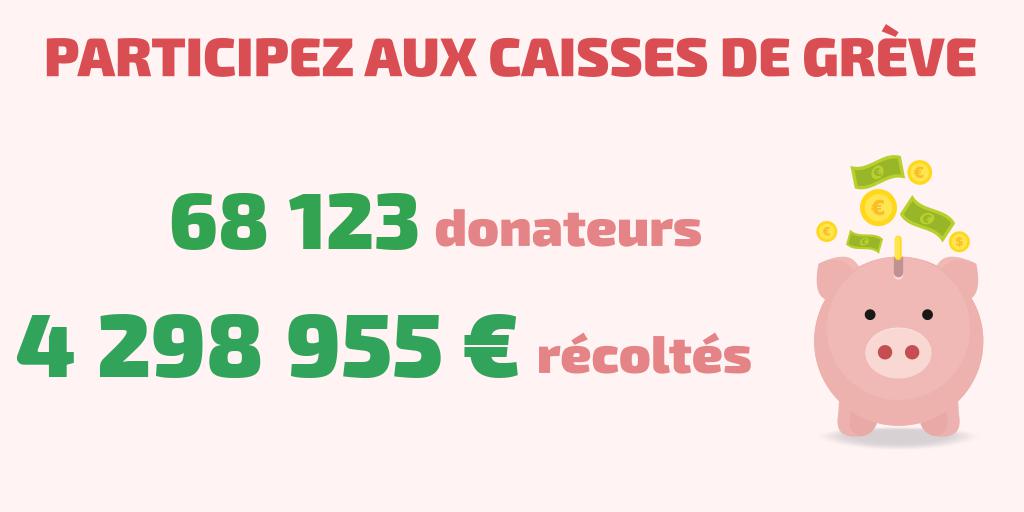 PARTICIPEZ AUX CAISSES DE GRÈVE
68 123 donateurs
4 298 955 € récoltés